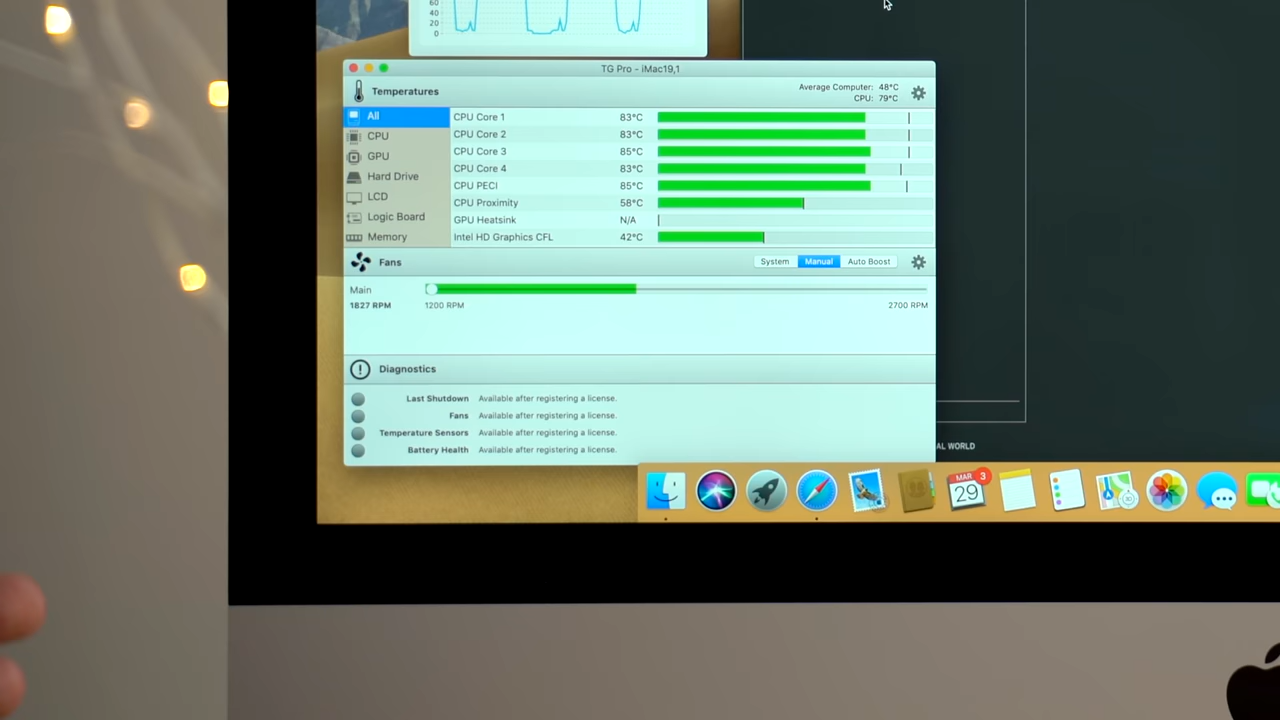 60
40
20
0
TG Pro - iMac19,1
Temperatures
Average Computer: 48°C
CPU: 79°C
All
CPU
GPU
Hard Drive
LCD
Logic Board
Memory
CPU Core 1 83°C
CPU Core 2 83°C
CPU Core 3 85°C
CPU Core 4 83°C
CPU PECI 85°C
CPU Proximity 58°C
GPU Heatsink N/A
Intel HD Graphics CFL 42°C
Fans
System Manual Auto Boost
Main
1827 RPM 1200 RPM 2700 RPM
Diagnostics
Last Shutdown Available after registering a license.
Fans Available after registering a license.
Temperature Sensors Available after registering a license.
Battery Health Available after registering a license.
AL WORLD
MAR 3
29